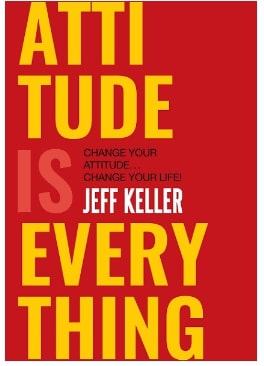 ATTI
TUDE
IS
CHANGE YOUR
ATTITUDE...
CHANGE YOUR LIFE!
JEFF KELLER
EVERY
THING